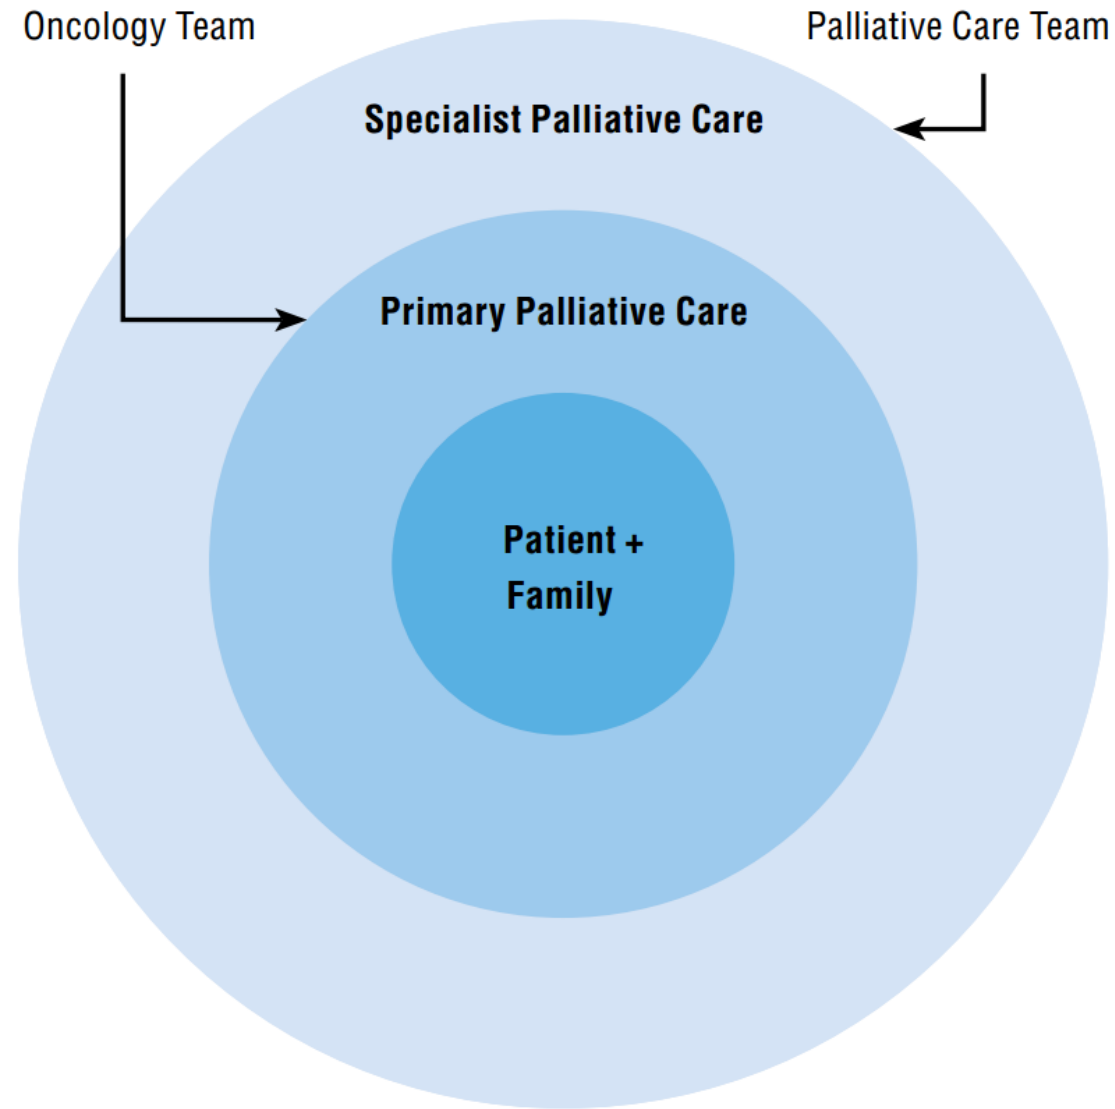 Oncology Team
Palliative Care Team
Specialist Palliative Care
Primary Palliative Care
Patient +
Family